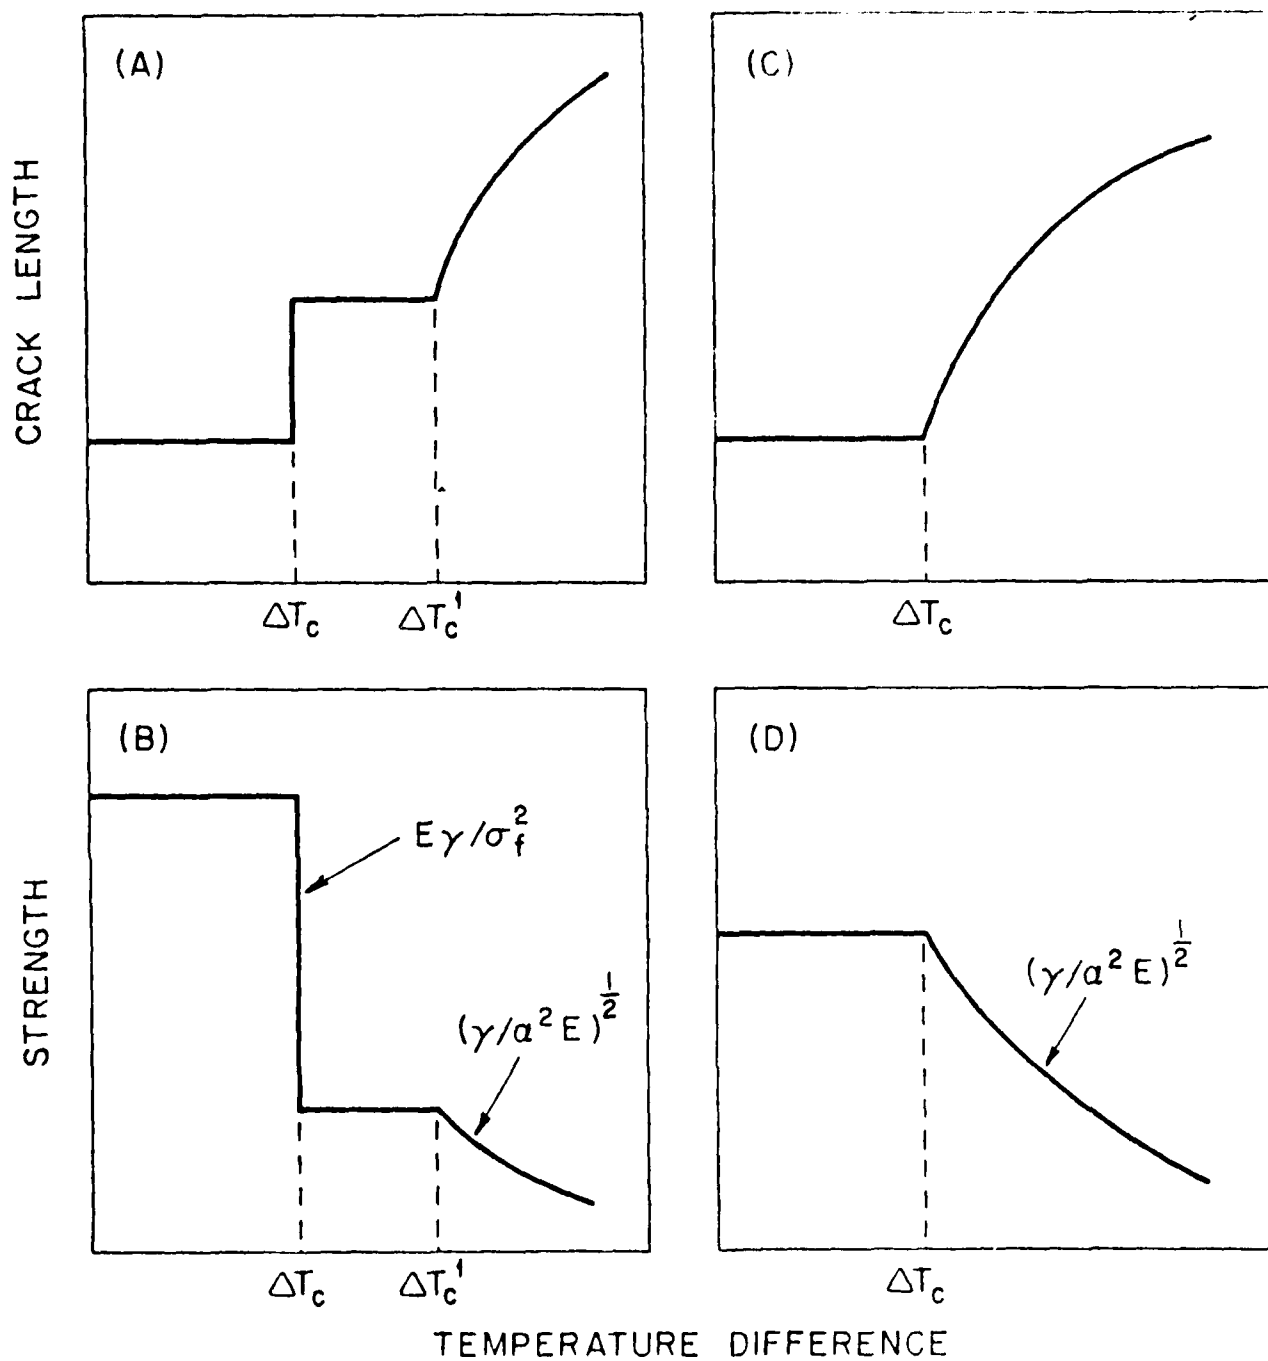 (A)
(C)
CRACK LENGTH
ΔTc
ΔTc'
ΔTc
(B)
(D)
Eγ/σf²
(γ/α²E)^½
(γ/α²E)^½
STRENGTH
ΔTc
ΔTc'
ΔTc
TEMPERATURE DIFFERENCE